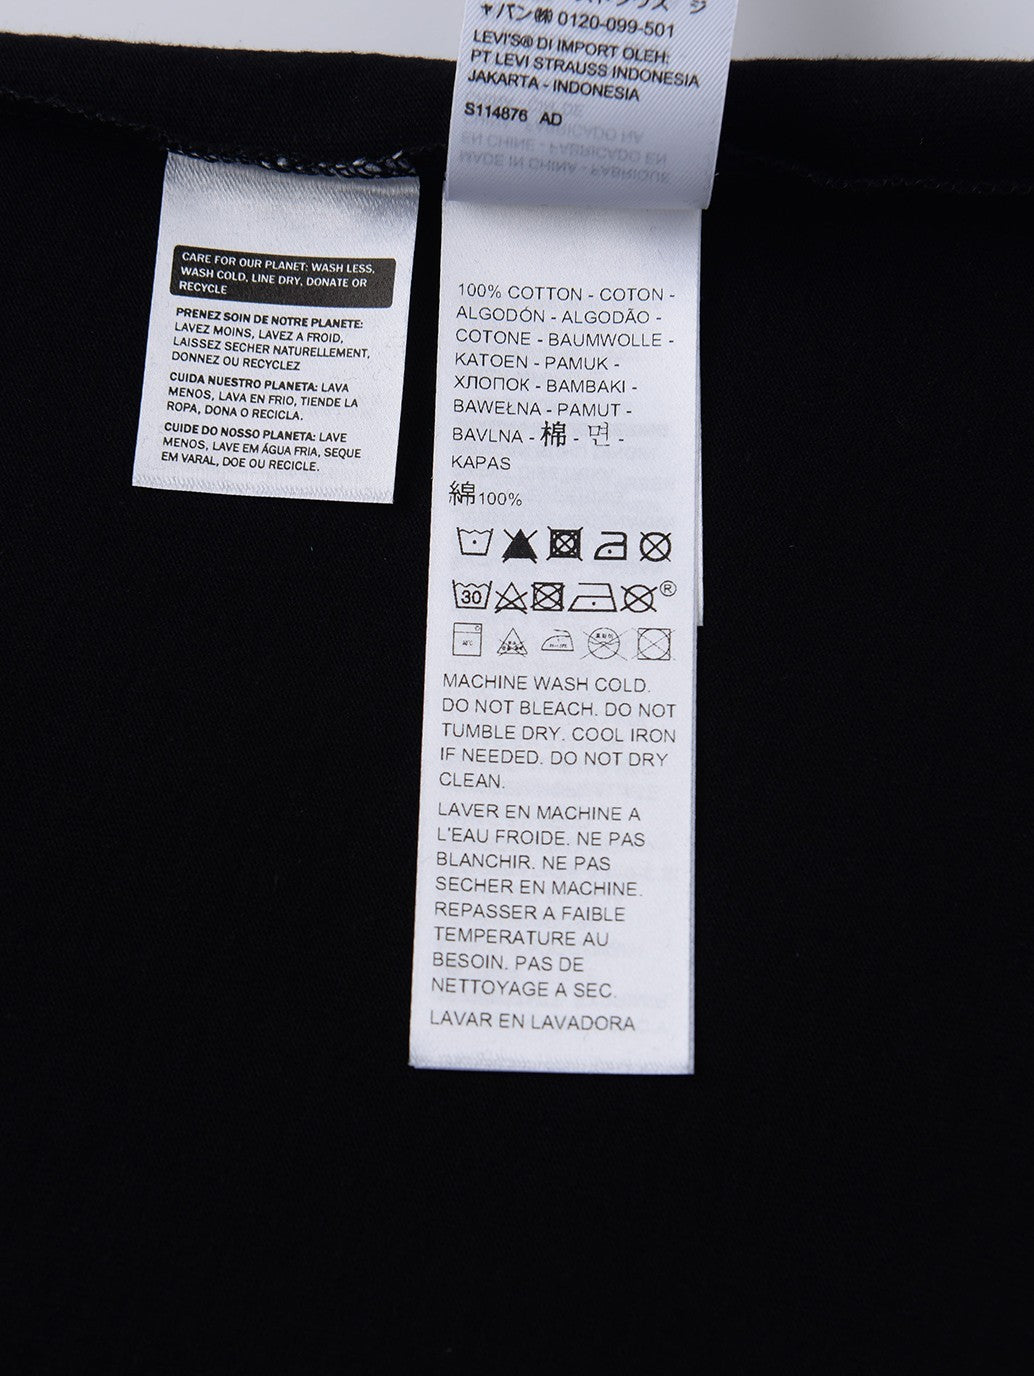 ャパン㈱ 0120-099-501
LEVI'S® DI IMPORT OLEH:
PT LEVI STRAUSS INDONESIA
JAKARTA - INDONESIA
S114876 AD
CARE FOR OUR PLANET: WASH LESS,
WASH COLD, LINE DRY, DONATE OR
RECYCLE
PRENEZ SOIN DE NOTRE PLANETE:
LAVEZ MOINS, LAVEZ A FROID,
LAISSEZ SECHER NATURELLEMENT,
DONNEZ OU RECYCLEZ
CUIDA NUESTRO PLANETA: LAVA
MENOS, LAVA EN FRIO, TIENDE LA
ROPA, DONA O RECICLA.
CUIDE DO NOSSO PLANETA: LAVE
MENOS, LAVE EM ÁGUA FRIA, SEQUE
EM VARAL, DOE OU RECICLE.
100% COTTON - COTON -
ALGODÓN - ALGODÃO -
COTONE - BAUMWOLLE -
KATOEN - PAMUK -
ХЛОПОК - BAMBAKI -
BAWEŁNA - PAMUT -
BAVLNA - 棉 - 면 -
KAPAS
綿100%
30 ®
MACHINE WASH COLD.
DO NOT BLEACH. DO NOT
TUMBLE DRY. COOL IRON
IF NEEDED. DO NOT DRY
CLEAN.
LAVER EN MACHINE A
L'EAU FROIDE. NE PAS
BLANCHIR. NE PAS
SECHER EN MACHINE.
REPASSER A FAIBLE
TEMPERATURE AU
BESOIN. PAS DE
NETTOYAGE A SEC.
LAVAR EN LAVADORA